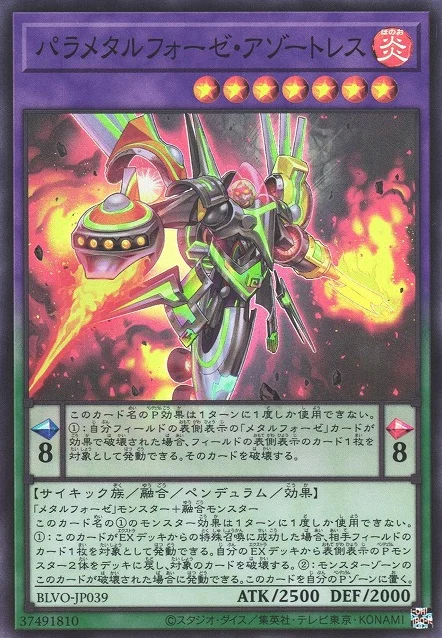 パラメタルフォーゼ・アゾートレス
炎
ほのお
このカード名のP効果は1ターンに1度しか使用できない。
①:自分フィールドの表側表示の「メタルフォーゼ」カードが
効果で破壊された場合、フィールドの表側表示のカード1枚を
対象として発動できる。そのカードを破壊する。
8
8
【サイキック族/融合/ペンデュラム/効果】
「メタルフォーゼ」モンスター+融合モンスター
このカード名の①のモンスター効果は1ターンに1度しか使用できない。
①:このカードがEXデッキからの特殊召喚に成功した場合、相手フィールドの
カード1枚を対象として発動できる。自分のEXデッキから表側表示のPモン
スター2体をデッキに戻し、対象のカードを破壊する。②:モンスターゾーン
のこのカードが破壊された場合に発動できる。このカードを自分のPゾーンに置く。
BLVO-JP039
ATK/2500 DEF/2000
37491810
©スタジオ・ダイス/集英社・テレビ東京・KONAMI